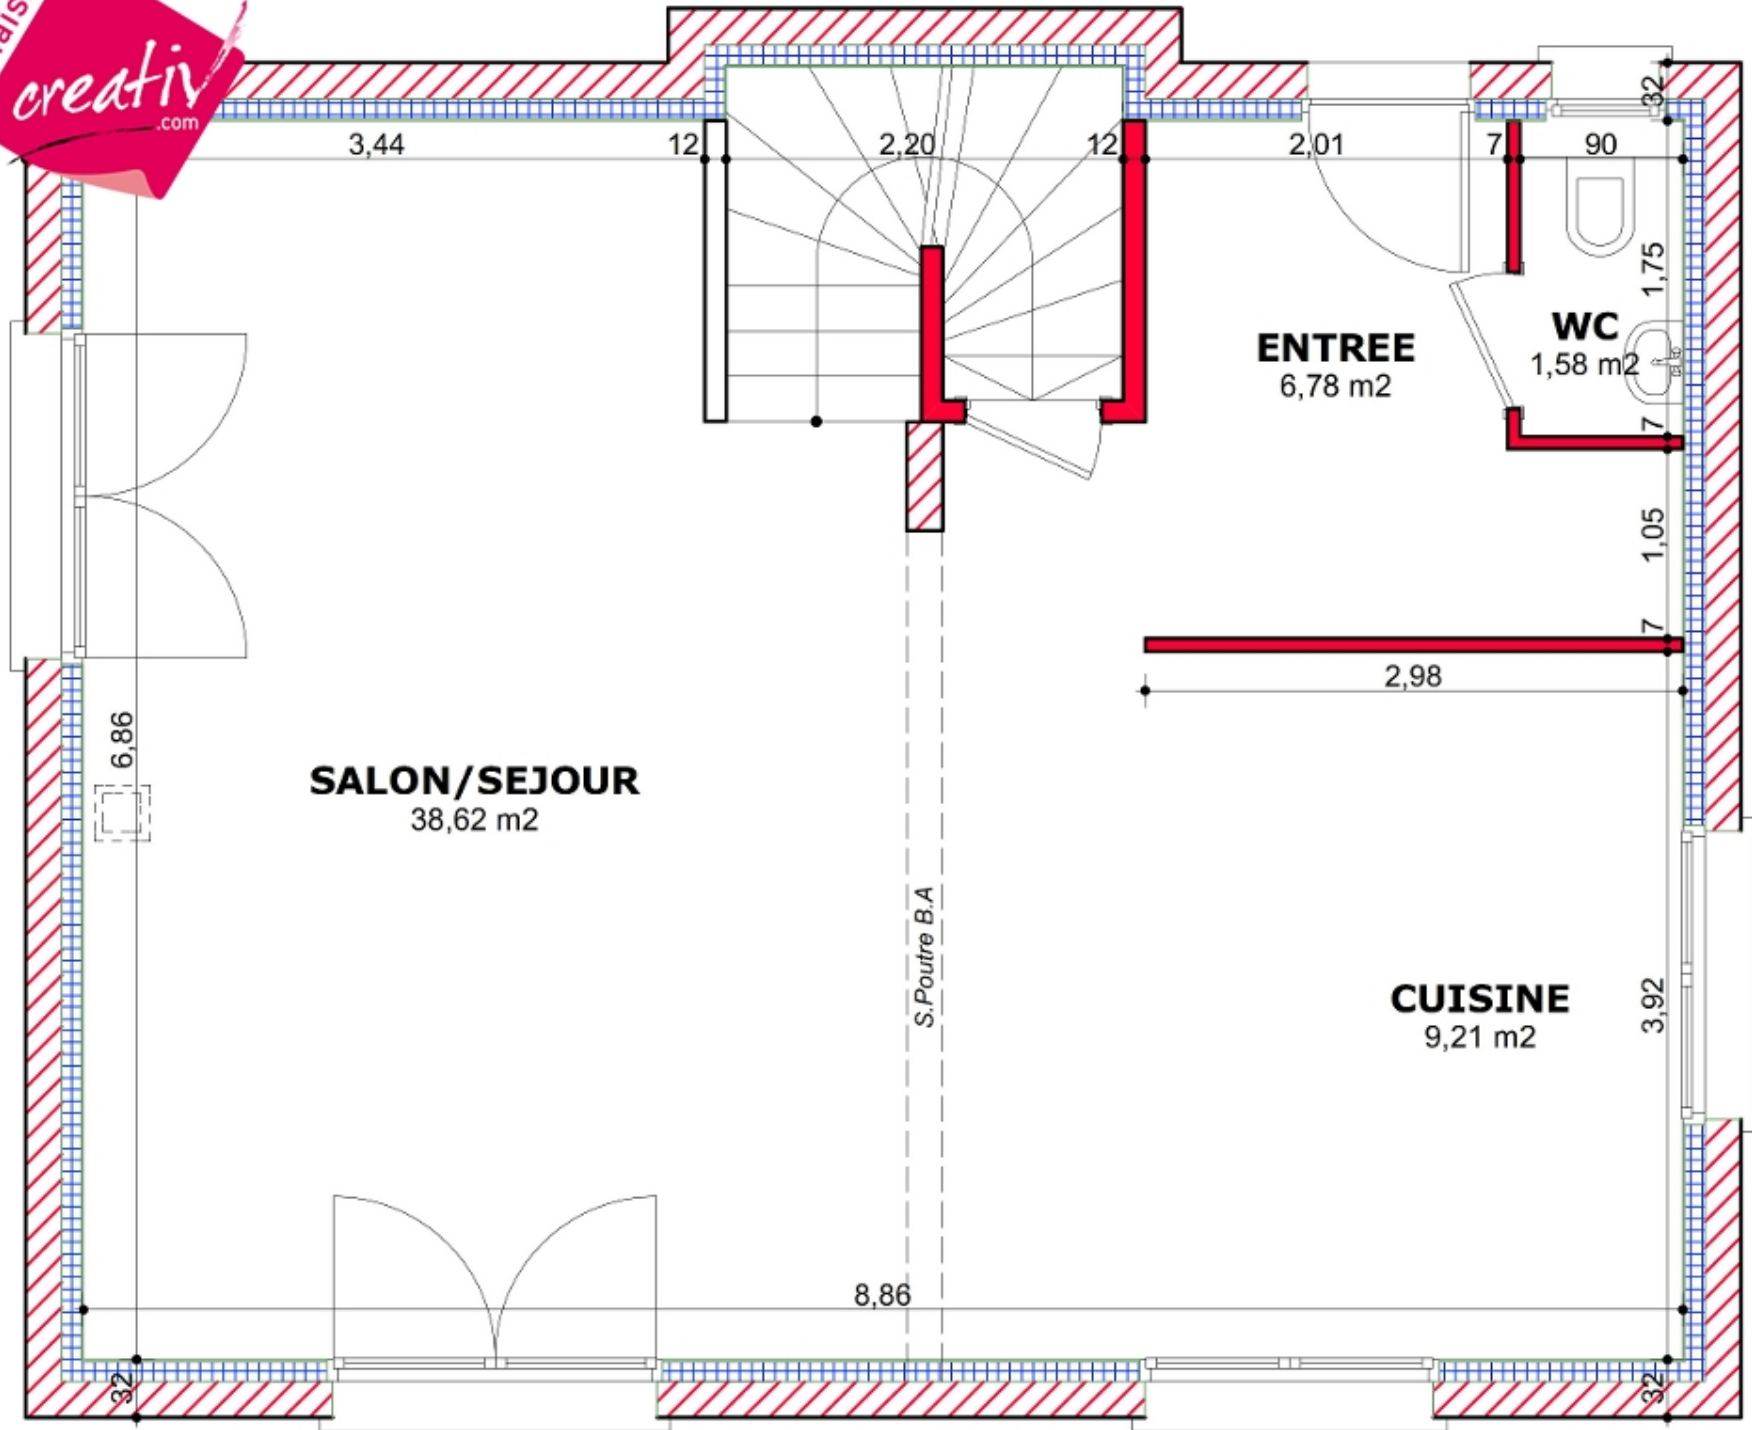 creativ
.com
32
3,44
12
2,20
12
2,01
7
90
1,75
ENTREE
6,78 m2
WC
1,58 m2
7
1,05
7
2,98
6,86
SALON/SEJOUR
38,62 m2
S.Poutre B.A
CUISINE
9,21 m2
3,92
8,86
32
32